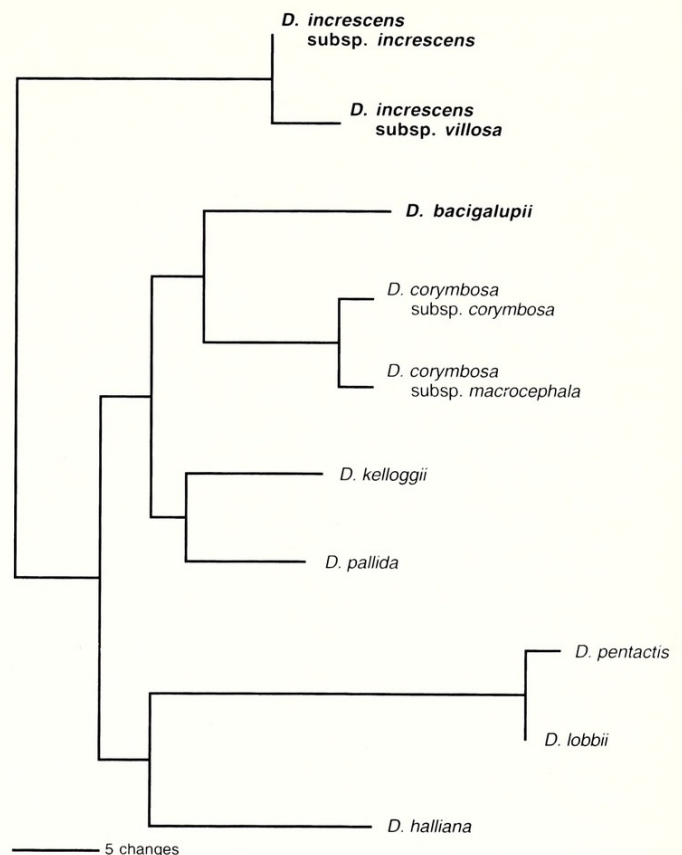 D. increscens
subsp. increscens
D. increscens
subsp. villosa
D. bacigalupii
D. corymbosa
subsp. corymbosa
D. corymbosa
subsp. macrocephala
D. kelloggii
D. pallida
D. pentactis
D. lobbii
D. halliana
5 changes